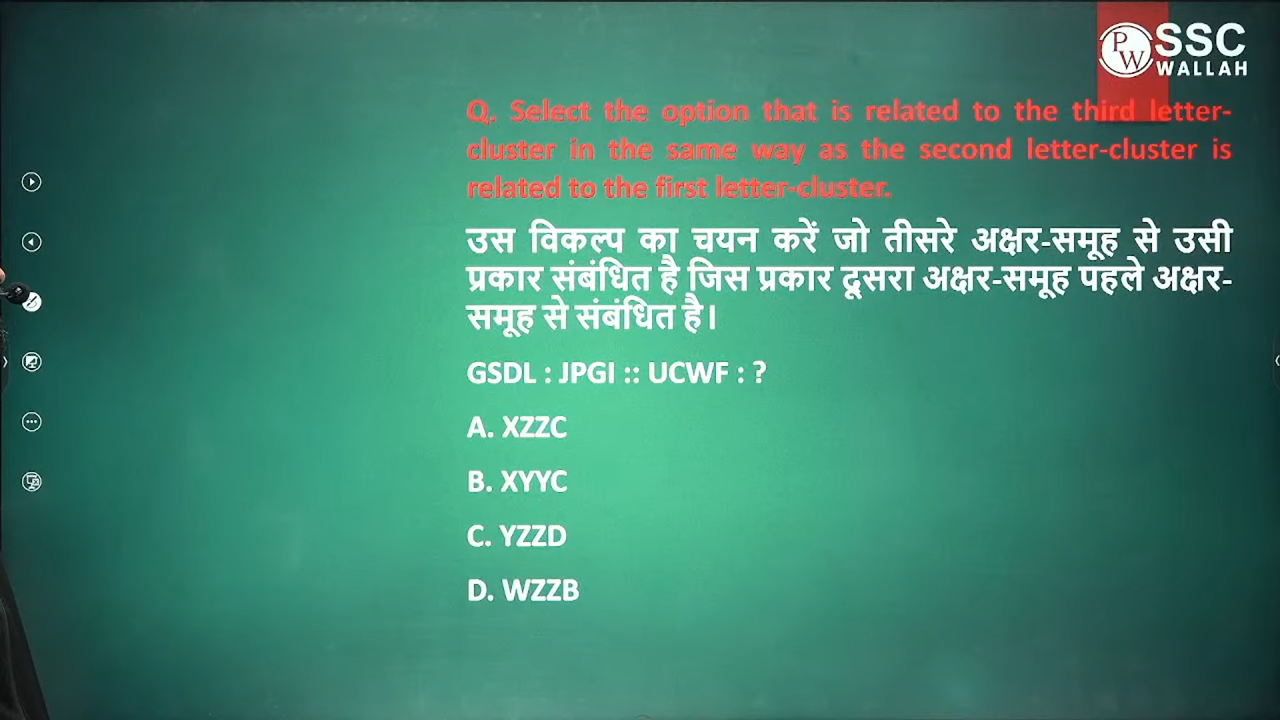 PW SSC
WALLAH
Q. Select the option that is related to the third letter-
cluster in the same way as the second letter-cluster is
related to the first letter-cluster.
उस विकल्प का चयन करें जो तीसरे अक्षर-समूह से उसी
प्रकार संबंधित है जिस प्रकार दूसरा अक्षर-समूह पहले अक्षर-
समूह से संबंधित है।
GSDL : JPGI :: UCWF : ?
A. XZZC
B. XYYC
C. YZZD
D. WZZB